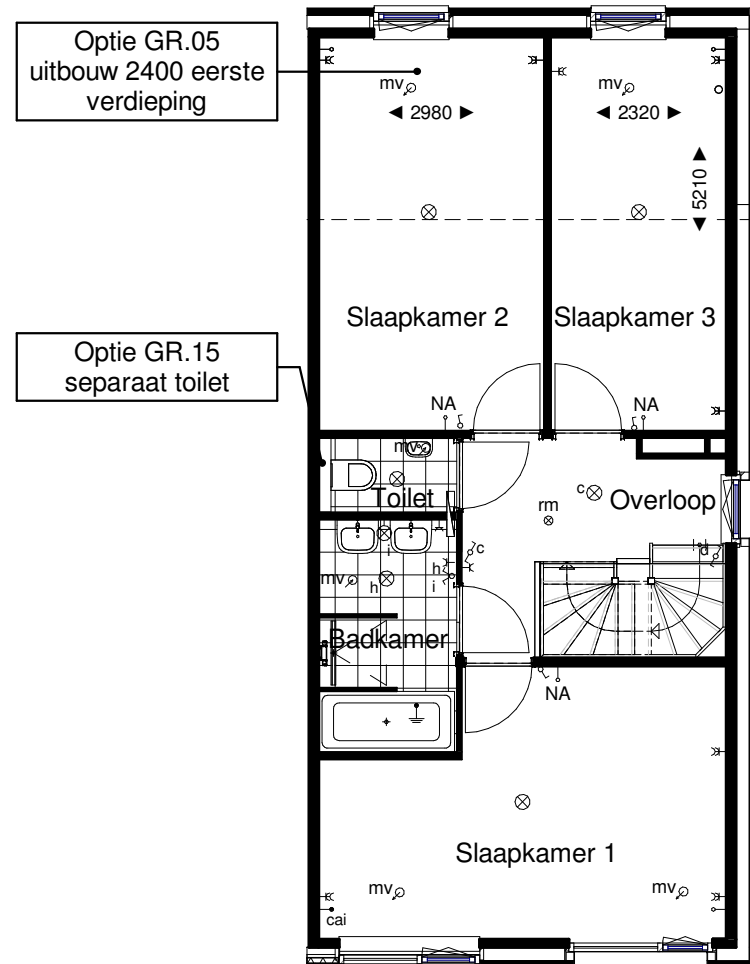 Optie GR.05
uitbouw 2400 eerste
verdieping
mv
mv
◄ 2980 ►
◄ 2320 ►
◄ 5210 ►
Slaapkamer 2
Slaapkamer 3
Optie GR.15
separaat toilet
NA
NA
mv
Toilet
c
Overloop
rm
i
c
d
h
mv
h
i
Badkamer
NA
Slaapkamer 1
mv
mv
cai